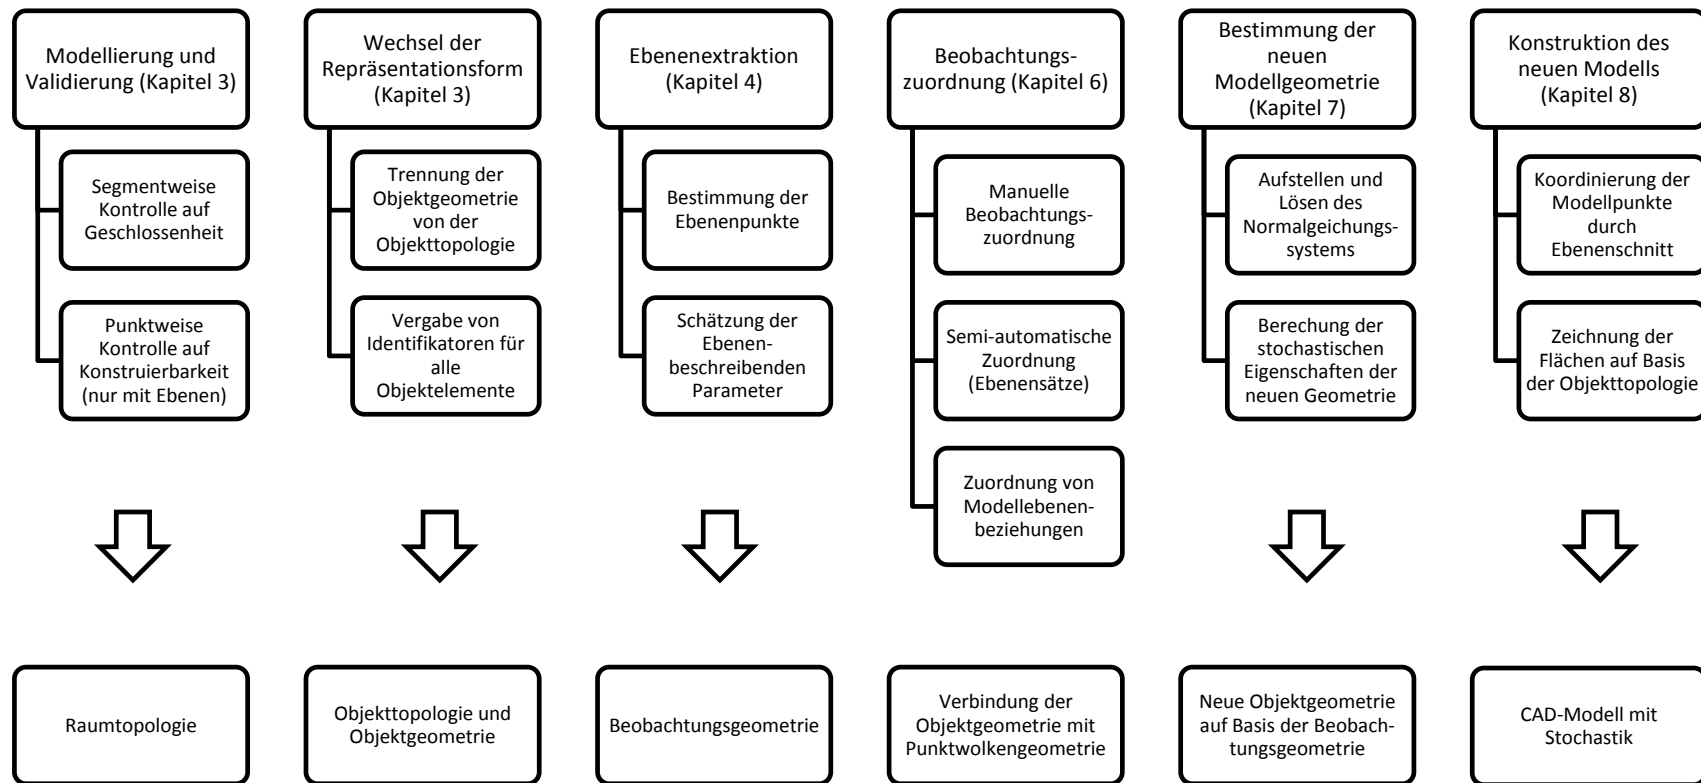 Modellierung und
Validierung (Kapitel 3)
Segmentweise
Kontrolle auf
Geschlossenheit
Punktweise
Kontrolle auf
Konstruierbarkeit
(nur mit Ebenen)
Raumtopologie
Wechsel der
Repräsentationsform
(Kapitel 3)
Trennung der
Objektgeometrie
von der
Objekttopologie
Vergabe von
Identifikatoren für
alle
Objektelemente
Objekttopologie und
Objektgeometrie
Ebenenextraktion
(Kapitel 4)
Bestimmung der
Ebenenpunkte
Schätzung der
Ebenen-
beschreibenden
Parameter
Beobachtungsgeometrie
Beobachtungs-
zuordnung (Kapitel 6)
Manuelle
Beobachtungs-
zuordnung
Semi-automatische
Zuordnung
(Ebenensätze)
Zuordnung von
Modellebenen-
beziehungen
Verbindung der
Objektgeometrie mit
Punktwolkengeometrie
Bestimmung der
neuen
Modellgeometrie
(Kapitel 7)
Aufstellen und
Lösen des
Normalgeichungs-
systems
Berechung der
stochastischen
Eigenschaften der
neuen Geometrie
Neue Objektgeometrie
auf Basis der Beobach-
tungsgeometrie
Konstruktion des
neuen Modells
(Kapitel 8)
Koordinierung der
Modellpunkte
durch
Ebenenschnitt
Zeichnung der
Flächen auf Basis
der Objekttopologie
CAD-Modell mit
Stochastik